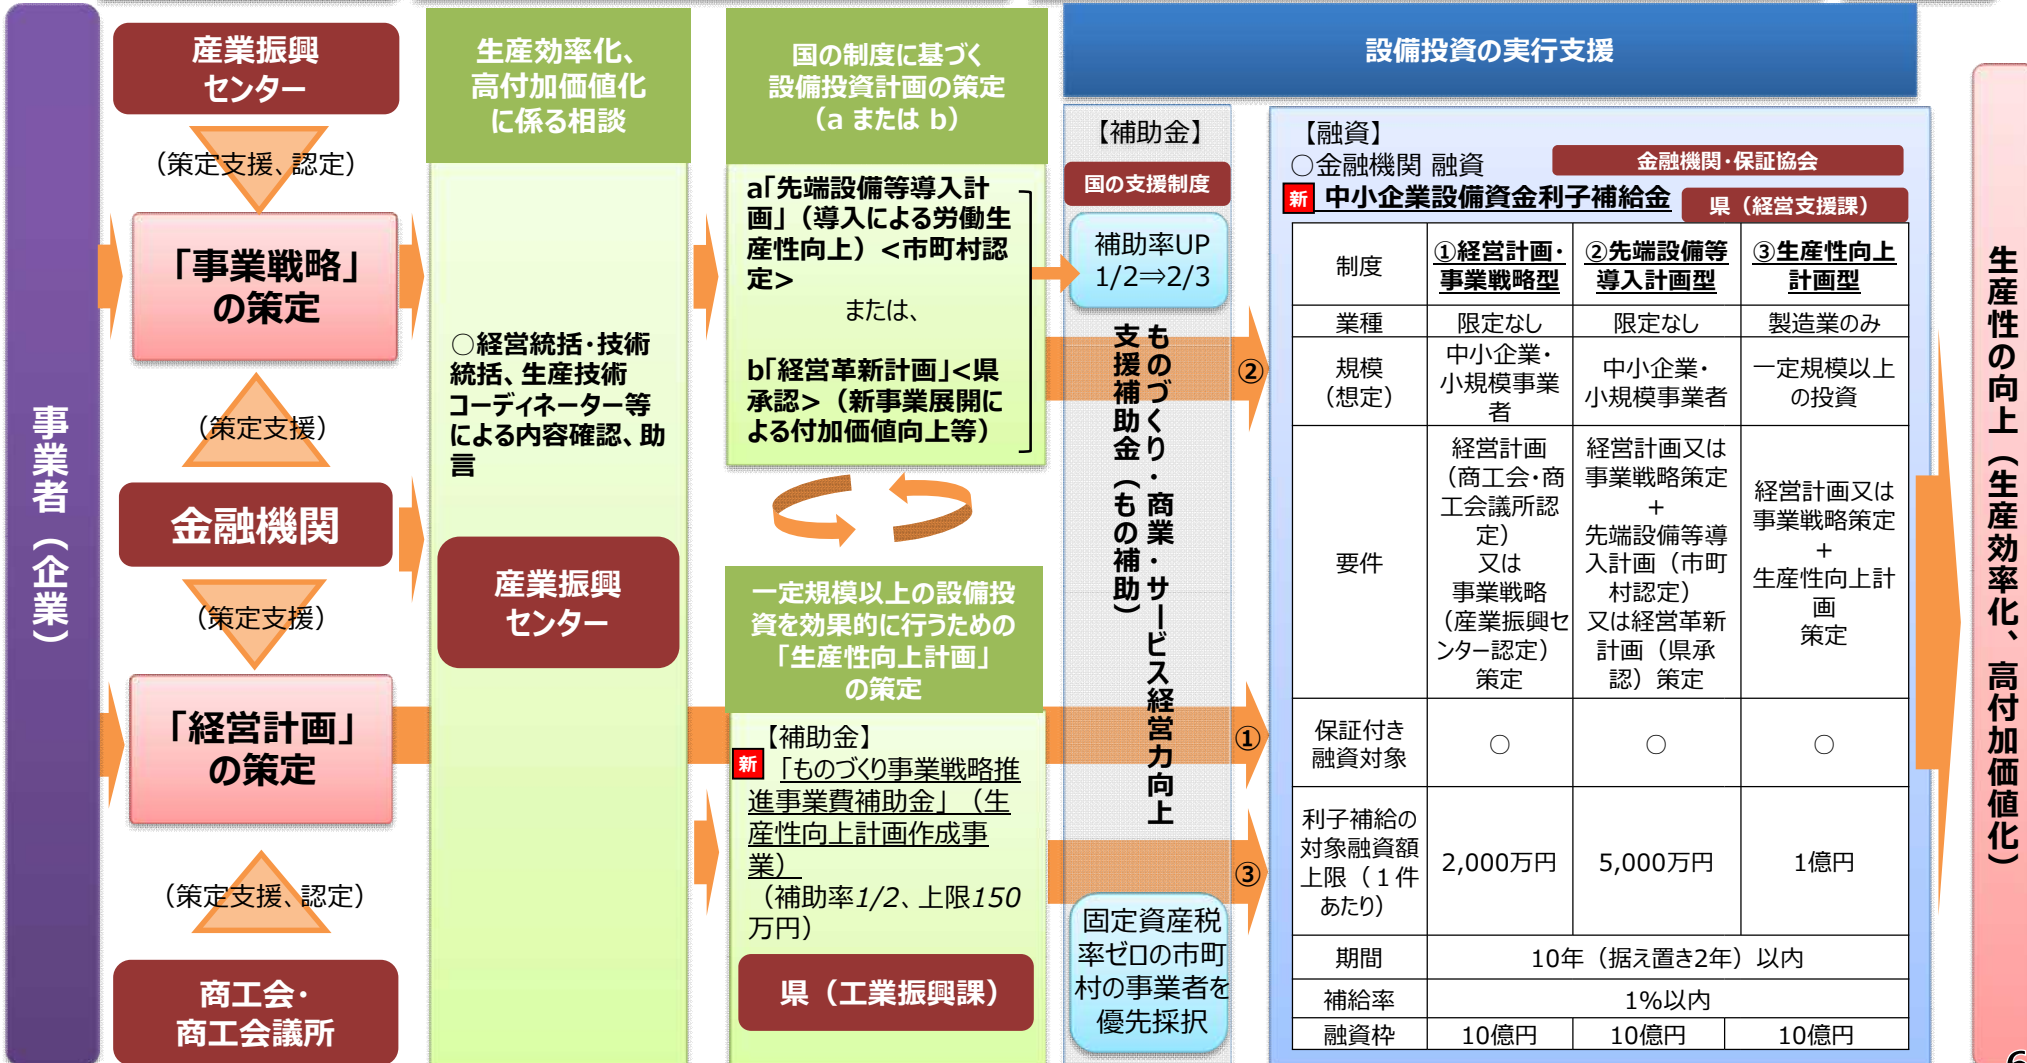 事業者（企業）
産業振興
センター
（策定支援、認定）
「事業戦略」
の策定
（策定支援）
金融機関
（策定支援）
「経営計画」
の策定
（策定支援、認定）
商工会・
商工会議所
生産効率化、
高付加価値化
に係る相談
○経営統括・技術
統括、生産技術
コーディネーター等
による内容確認、助
言
産業振興
センター
国の制度に基づく
設備投資計画の策定
（a または b）
a「先端設備等導入計
画」（導入による労働生
産性向上）＜市町村認
定＞
または、
b「経営革新計画」<県
承認>（新事業展開に
よる付加価値向上等）
一定規模以上の設備投
資を効果的に行うための
「生産性向上計画」
の策定
【補助金】
新 「ものづくり事業戦略推
進事業費補助金」（生
産性向上計画作成事
業）
（補助率1/2、上限150
万円）
県（工業振興課）
設備投資の実行支援
【補助金】
国の支援制度
補助率UP
1/2⇒2/3
ものづくり・商業・サービス経営力向上
支援補助金（もの補助）
固定資産税
率ゼロの市町
村の事業者を
優先採択
②
①
③
【融資】
○金融機関 融資
金融機関・保証協会
新 中小企業設備資金利子補給金
県（経営支援課）
制度
①経営計画・
事業戦略型
②先端設備等
導入計画型
③生産性向上
計画型
業種
限定なし
限定なし
製造業のみ
規模
（想定）
中小企業・
小規模事業
者
中小企業・
小規模事業者
一定規模以上
の投資
要件
経営計画
（商工会・商
工会議所認
定）
又は
事業戦略
（産業振興セ
ンター認定）
策定
経営計画又は
事業戦略策定
＋
先端設備等導
入計画（市町
村認定）
又は経営革新
計画（県承
認）策定
経営計画又は
事業戦略策定
＋
生産性向上計
画
策定
保証付き
融資対象
○
○
○
利子補給の
対象融資額
上限（１件
あたり）
2,000万円
5,000万円
1億円
期間
10年（据え置き2年）以内
補給率
1%以内
融資枠
10億円
10億円
10億円
生産性の向上（生産効率化、高付加価値化）
6